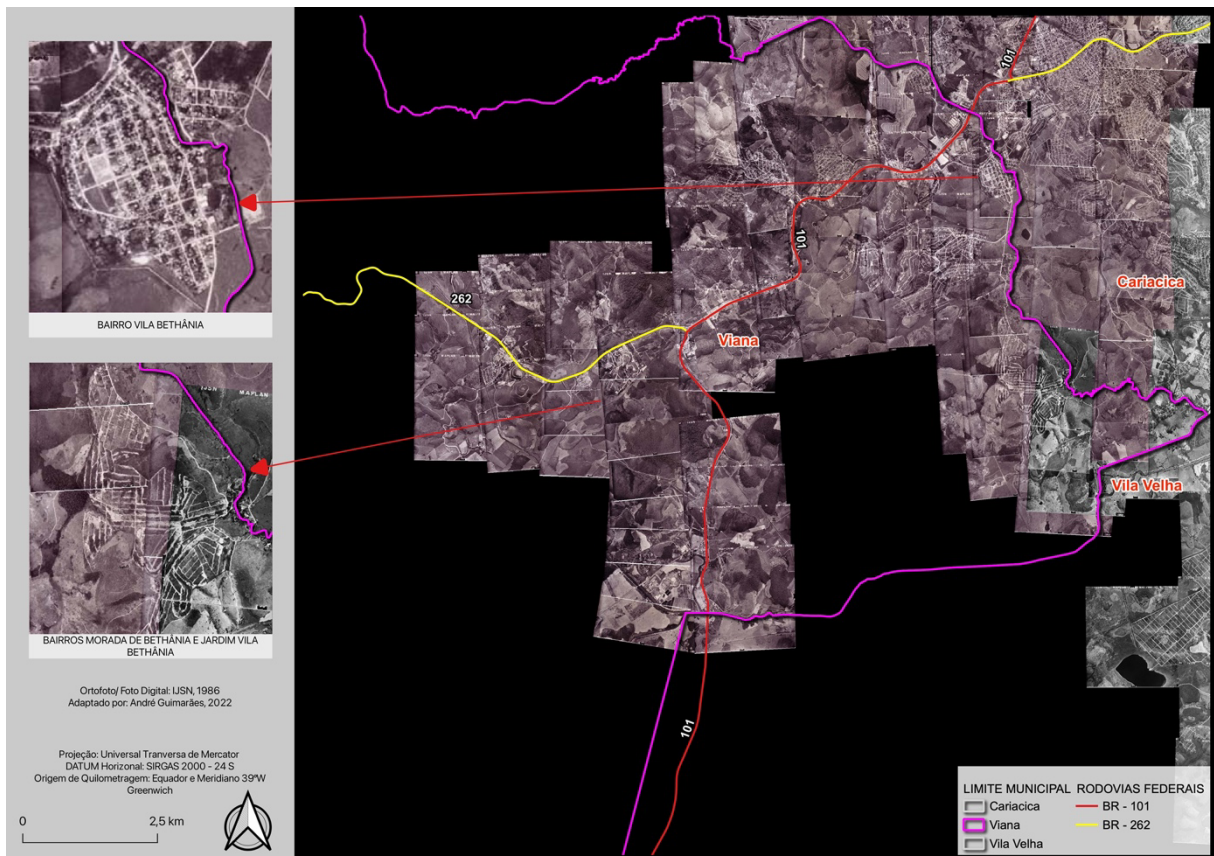 BAIRRO VILA BETHÂNIA
IJSN MAPLAN
BAIRROS MORADA DE BETHÂNIA E JARDIM VILA
BETHÂNIA
Ortofoto/ Foto Digital: IJSN, 1986
Adaptado por: André Guimarães, 2022
Projeção: Universal Tranversa de Mercator
DATUM Horizonal: SIRGAS 2000 - 24 S
Origem de Quilometragem: Equador e Meridiano 39ºW
Greenwich
0 2,5 km
101
101
262
Cariacica
Viana
Vila Velha
101
LIMITE MUNICIPAL RODOVIAS FEDERAIS
Cariacica BR - 101
Viana BR - 262
Vila Velha